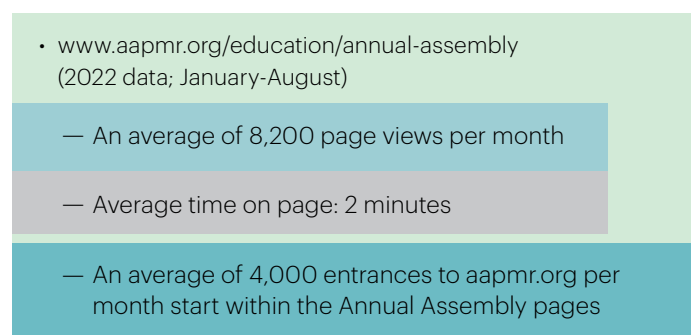 • www.aapmr.org/education/annual-assembly
(2022 data; January-August)
— An average of 8,200 page views per month
— Average time on page: 2 minutes
— An average of 4,000 entrances to aapmr.org per
month start within the Annual Assembly pages